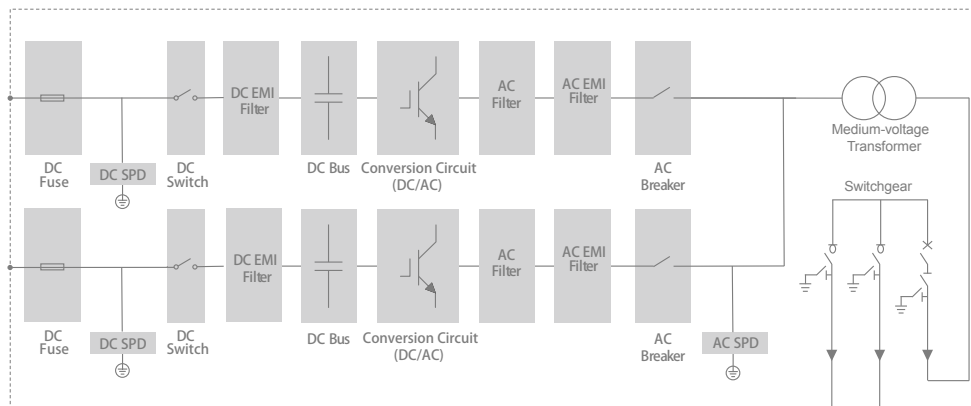 DC EMI
Filter
AC
Filter
AC EMI
Filter
DC
Fuse
DC SPD
DC
Switch
DC Bus
Conversion Circuit
(DC/AC)
AC
Breaker
Medium-voltage
Transformer
Switchgear
DC EMI
Filter
AC
Filter
AC EMI
Filter
DC
Fuse
DC SPD
DC
Switch
DC Bus
Conversion Circuit
(DC/AC)
AC
Breaker
AC SPD